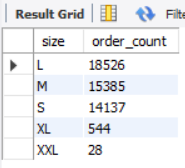 Result Grid Filte
size order_count
L 18526
M 15385
S 14137
XL 544
XXL 28